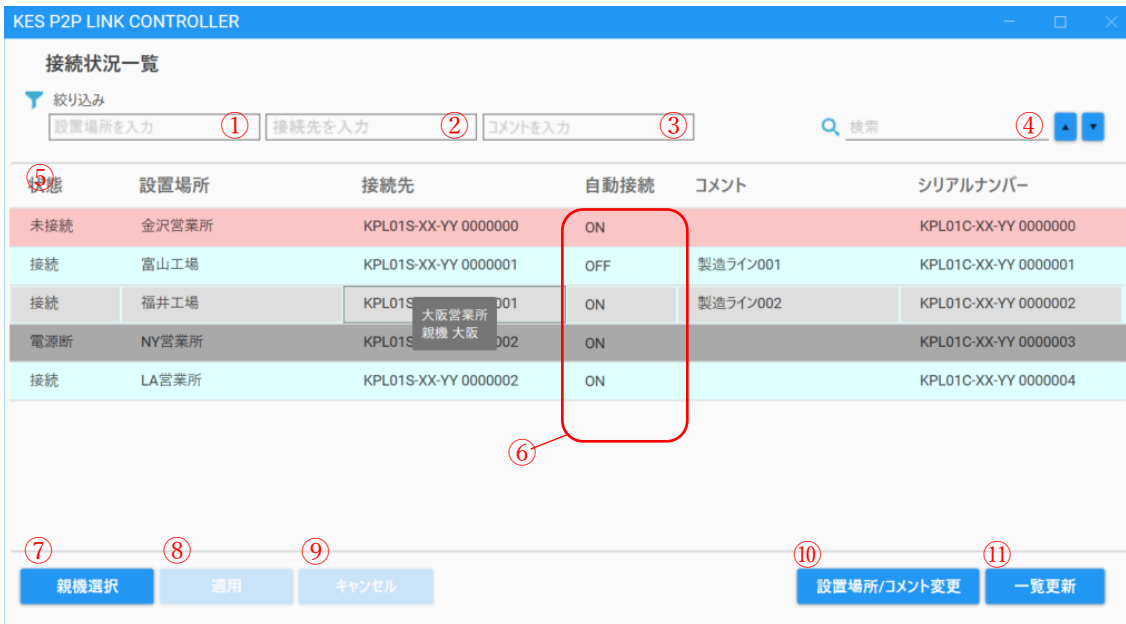 KES P2P LINK CONTROLLER
接続状況一覧
絞り込み
設置場所を入力 ① 接続先を入力 ② コメントを入力 ③ 検索 ④ ▲ ▼
⑤
状態 設置場所 接続先 自動接続 コメント シリアルナンバー
未接続 金沢営業所 KPL01S-XX-YY 0000000 ON KPL01C-XX-YY 0000000
接続 富山工場 KPL01S-XX-YY 0000001 OFF 製造ライン001 KPL01C-XX-YY 0000001
接続 福井工場 KPL01S 001 ON 製造ライン002 KPL01C-XX-YY 0000002
大阪営業所
親機 大阪
電源断 NY営業所 KPL01S 002 ON KPL01C-XX-YY 0000003
接続 LA営業所 KPL01S-XX-YY 0000002 ON KPL01C-XX-YY 0000004
⑥
⑦ ⑧ ⑨ ⑩ ⑪
親機選択 適用 キャンセル 設置場所/コメント変更 一覧更新